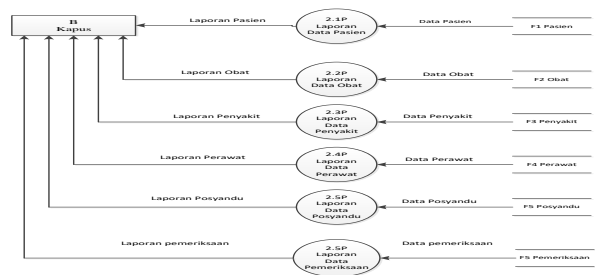 B
Kapus
Laporan Pasien
2.1P
Laporan
Data Pasien
Data Pasien
F1 Pasien
Laporan Obat
2.2P
Laporan
Data Obat
Data Obat
F2 Obat
Laporan Penyakit
2.3P
Laporan
Data
Penyakit
Data Penyakit
F3 Penyakit
Laporan Perawat
2.4P
Laporan
Data
Perawat
Data Perawat
F4 Perawat
Laporan Posyandu
2.5P
Laporan
Data
Posyandu
Data Posyandu
F5 Posyandu
Laporan pemeriksaan
2.5P
Laporan
Data
Pemeriksaan
Data pemeriksaan
F5 Pemeriksaan